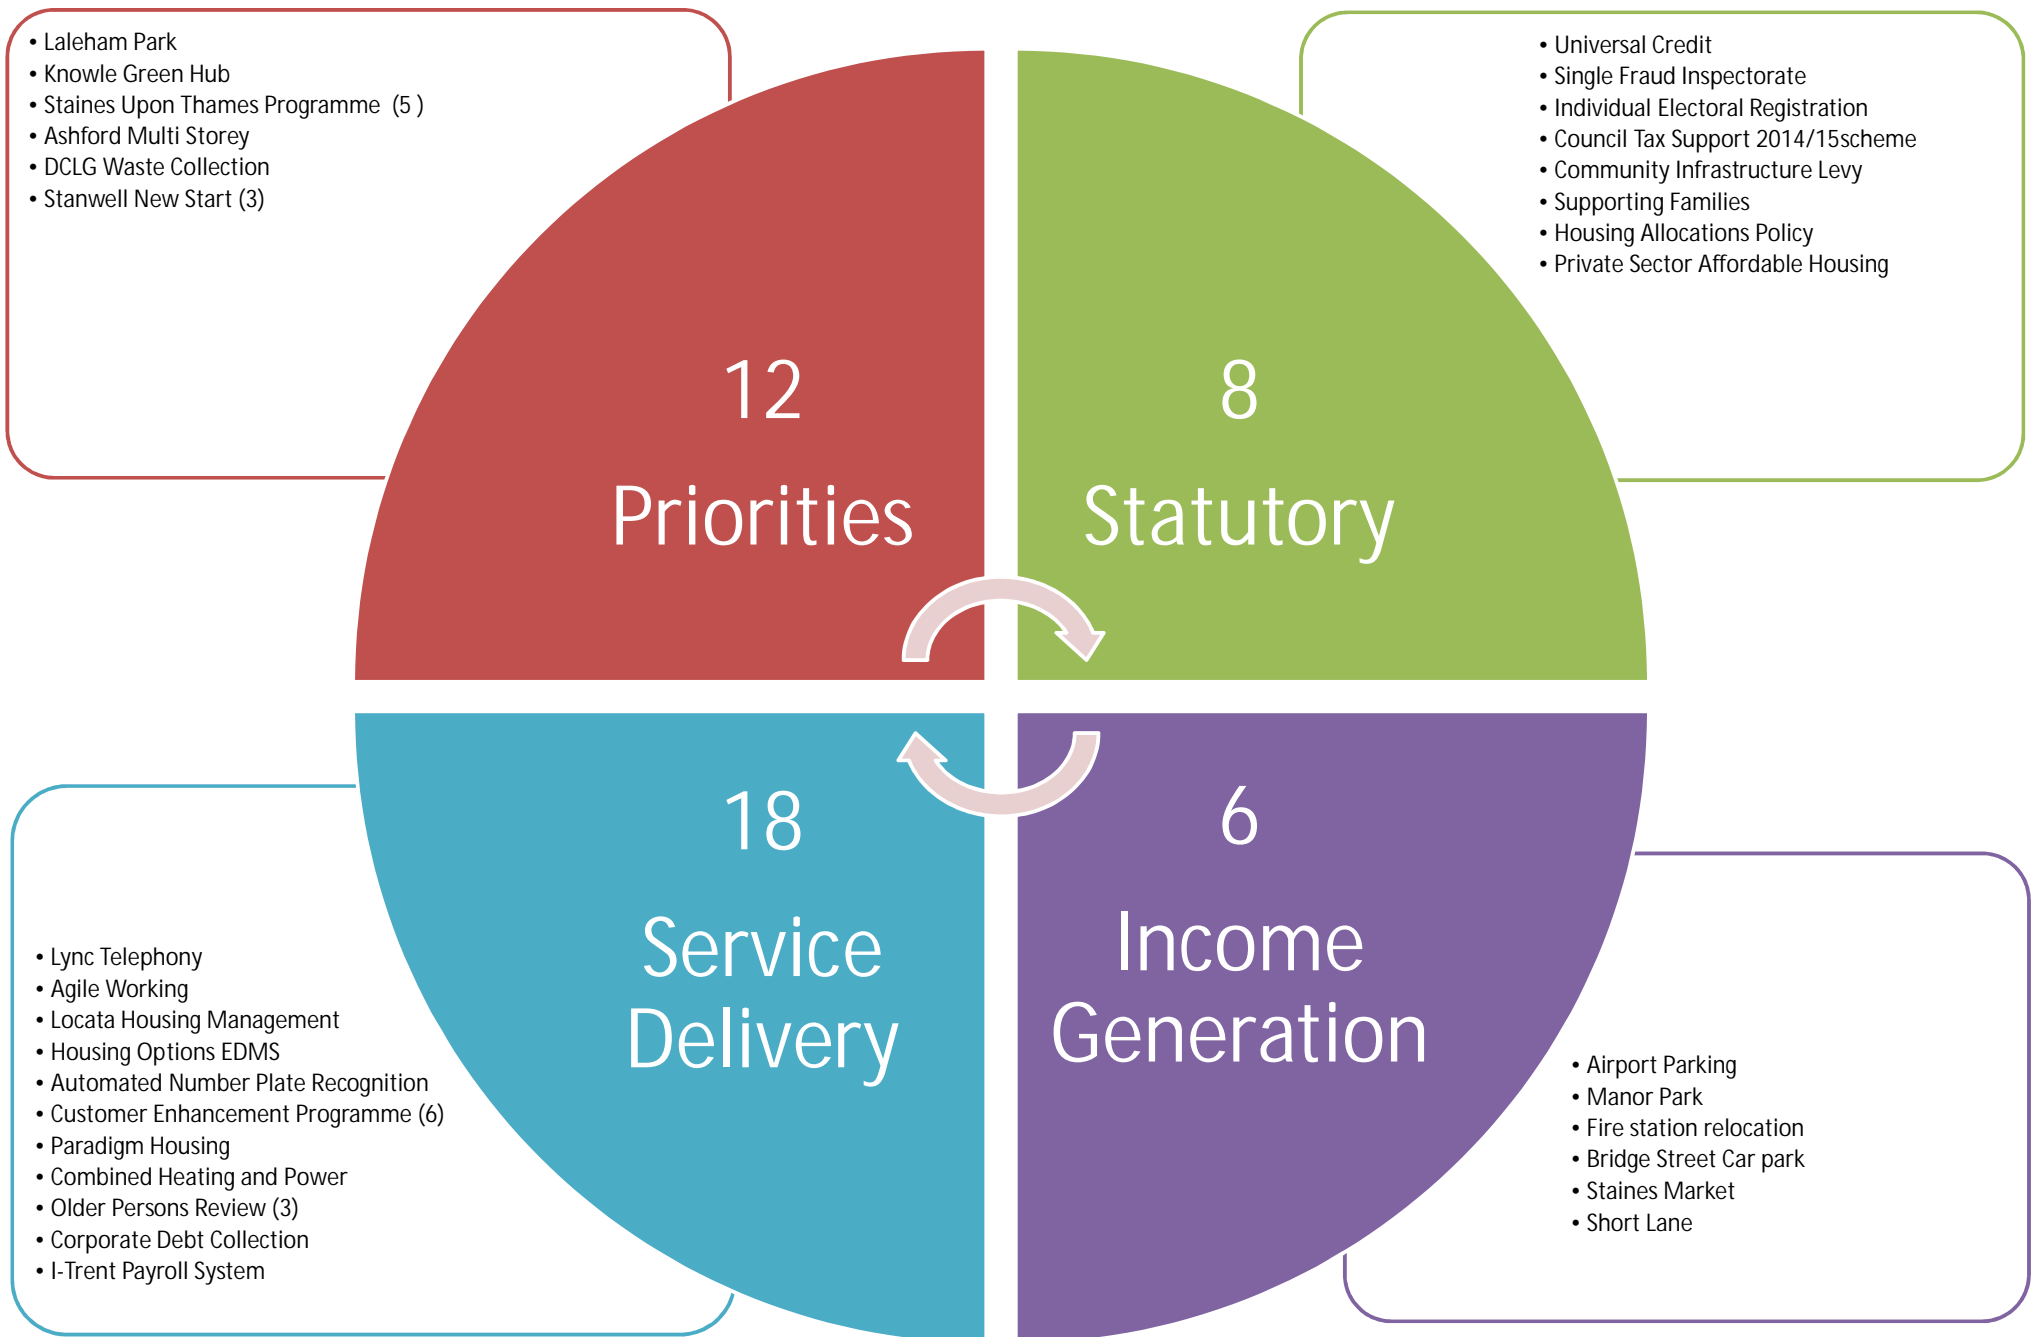 • Laleham Park
• Knowle Green Hub
• Staines Upon Thames Programme (5 )
• Ashford Multi Storey
• DCLG Waste Collection
• Stanwell New Start (3)
12
Priorities
8
Statutory
• Universal Credit
• Single Fraud Inspectorate
• Individual Electoral Registration
• Council Tax Support 2014/15scheme
• Community Infrastructure Levy
• Supporting Families
• Housing Allocations Policy
• Private Sector Affordable Housing
• Lync Telephony
• Agile Working
• Locata Housing Management
• Housing Options EDMS
• Automated Number Plate Recognition
• Customer Enhancement Programme (6)
• Paradigm Housing
• Combined Heating and Power
• Older Persons Review (3)
• Corporate Debt Collection
• I-Trent Payroll System
18
Service
Delivery
6
Income
Generation
• Airport Parking
• Manor Park
• Fire station relocation
• Bridge Street Car park
• Staines Market
• Short Lane